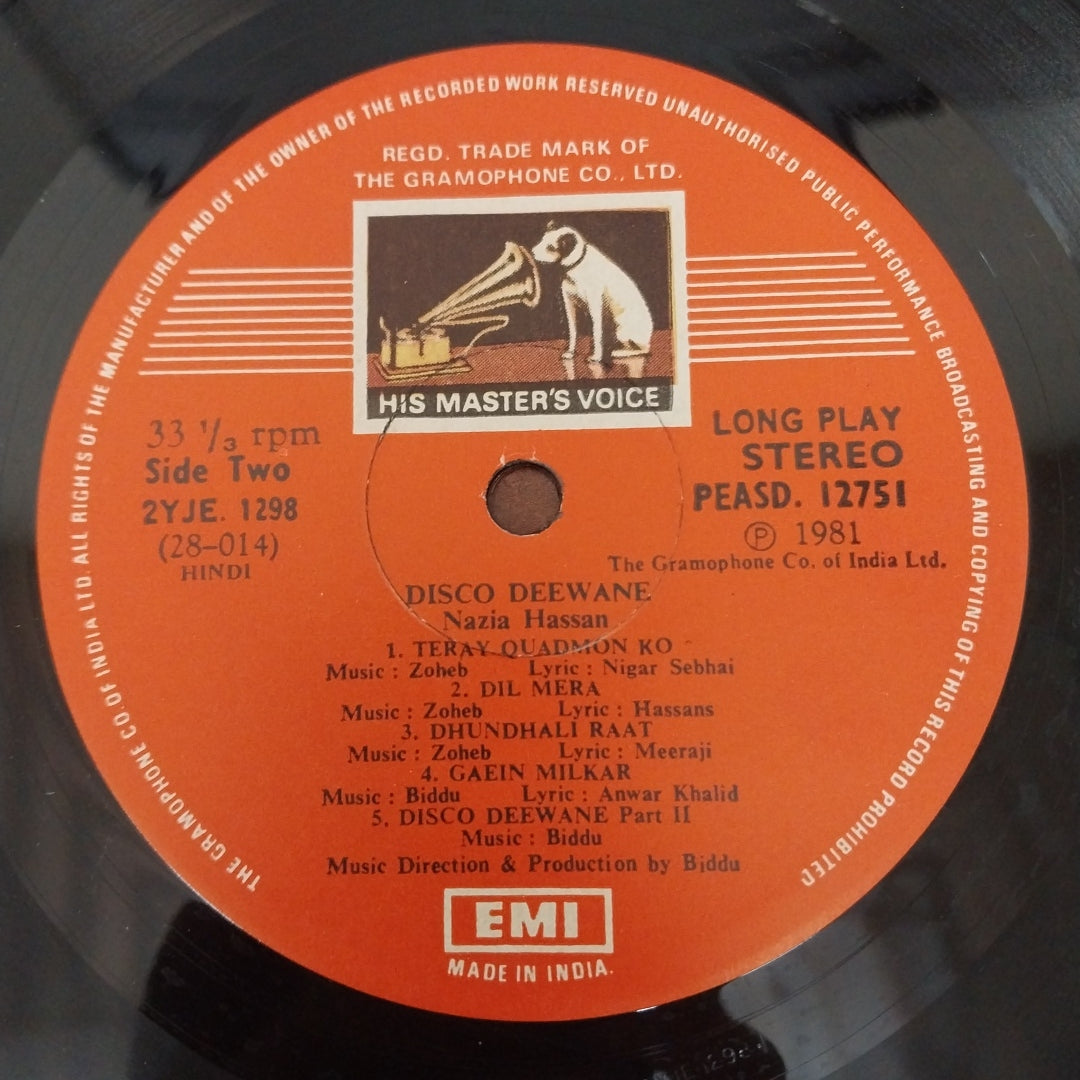 THE GRAMOPHONE CO. OF INDIA LTD. ALL RIGHTS OF THE MANUFACTURER AND OF THE OWNER OF THE RECORDED WORK RESERVED UNAUTHORISED PUBLIC PERFORMANCE BROADCASTING AND COPYING OF THIS RECORD PROHIBITED
REGD. TRADE MARK OF
THE GRAMOPHONE CO., LTD.
HIS MASTER'S VOICE
33 1/3 rpm
Side Two
2YJE. 1298
(28-014)
HINDI
LONG PLAY
STEREO
PEASD. 12751
℗ 1981
The Gramophone Co. of India Ltd.
DISCO DEEWANE
Nazia Hassan
1. TERAY QUADMON KO
Music : Zoheb Lyric : Nigar Sebhai
2. DIL MERA
Music : Zoheb Lyric : Hassans
3. DHUNDHALI RAAT
Music : Zoheb Lyric : Meeraji
4. GAEIN MILKAR
Music : Biddu Lyric : Anwar Khalid
5. DISCO DEEWANE Part II
Music : Biddu
Music Direction & Production by Biddu
EMI
MADE IN INDIA.